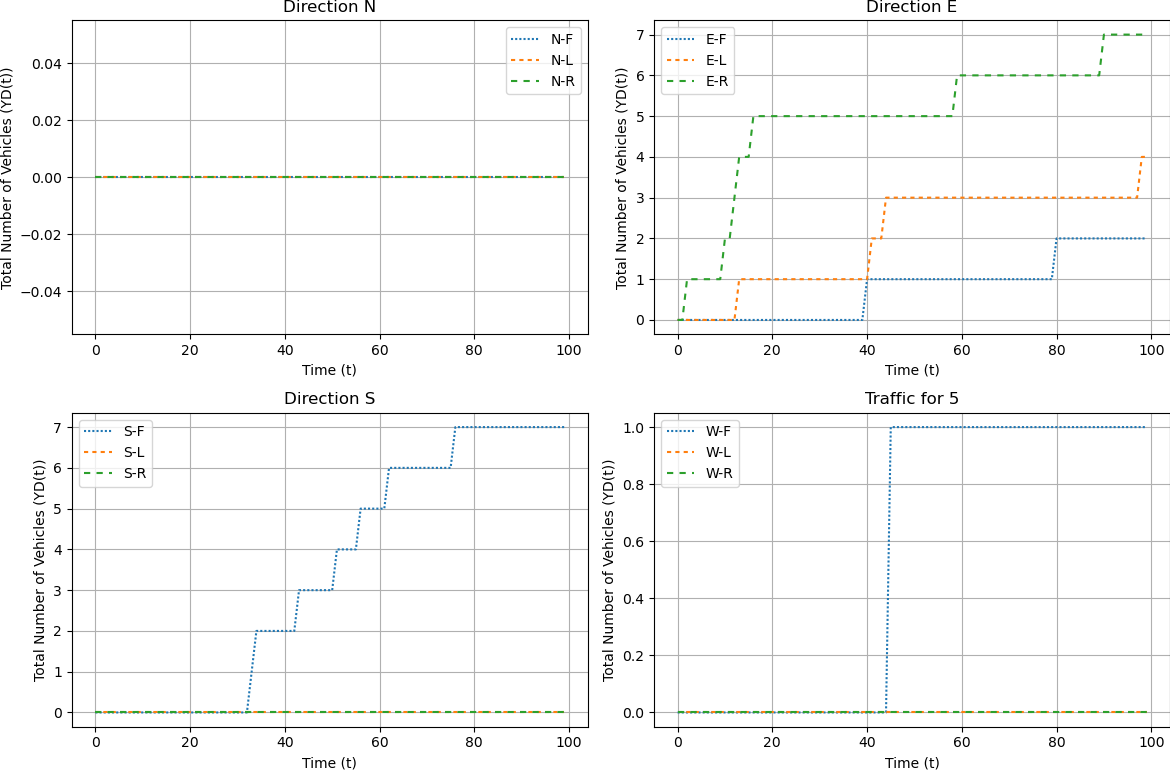 Direction N
Total Number of Vehicles (YD(t))
0.04
0.02
0.00
−0.02
−0.04
N-F
N-L
N-R
0 20 40 60 80 100
Time (t)
Direction E
Total Number of Vehicles (YD(t))
7
6
5
4
3
2
1
0
E-F
E-L
E-R
0 20 40 60 80 100
Time (t)
Direction S
Total Number of Vehicles (YD(t))
7
6
5
4
3
2
1
0
S-F
S-L
S-R
0 20 40 60 80 100
Time (t)
Traffic for 5
Total Number of Vehicles (YD(t))
1.0
0.8
0.6
0.4
0.2
0.0
W-F
W-L
W-R
0 20 40 60 80 100
Time (t)